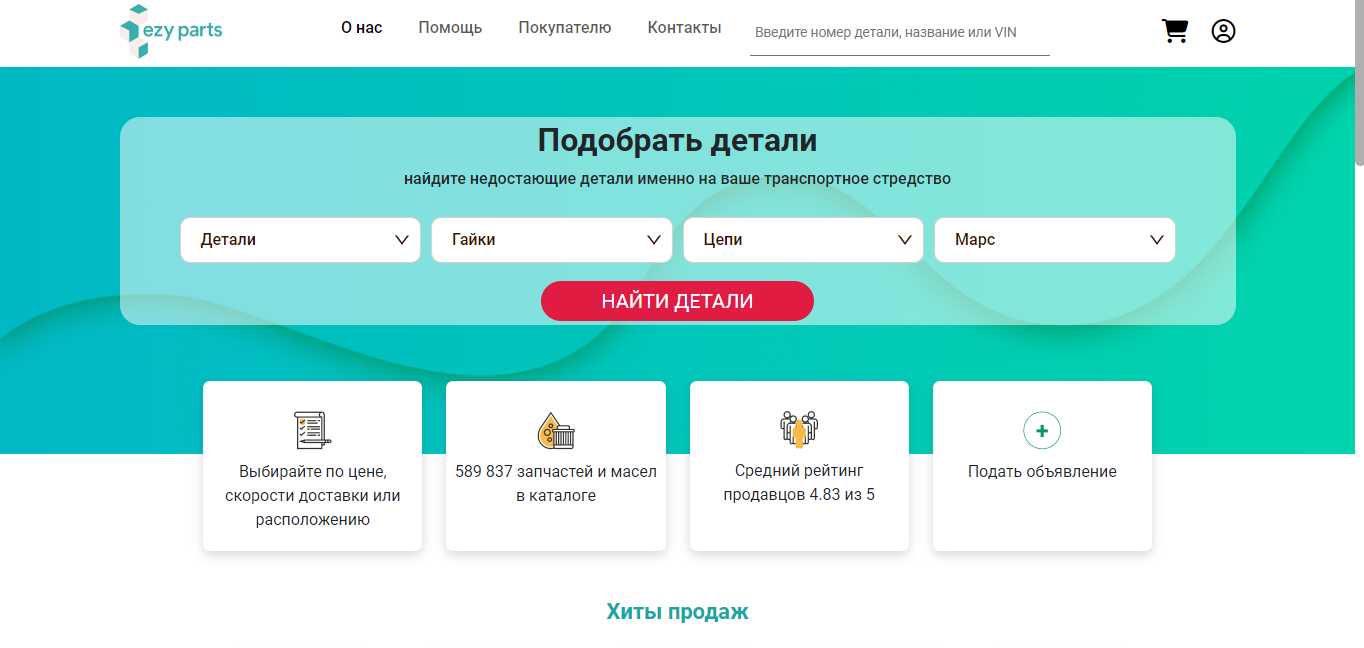 ezy parts
О нас
Помощь
Покупателю
Контакты
Введите номер детали, название или VIN
Подобрать детали
найдите недостающие детали именно на ваше транспортное стредство
Детали
Гайки
Цепи
Марс
НАЙТИ ДЕТАЛИ
Выбирайте по цене,
скорости доставки или
расположению
589 837 запчастей и масел
в каталоге
Средний рейтинг
продавцов 4.83 из 5
Подать объявление
Хиты продаж